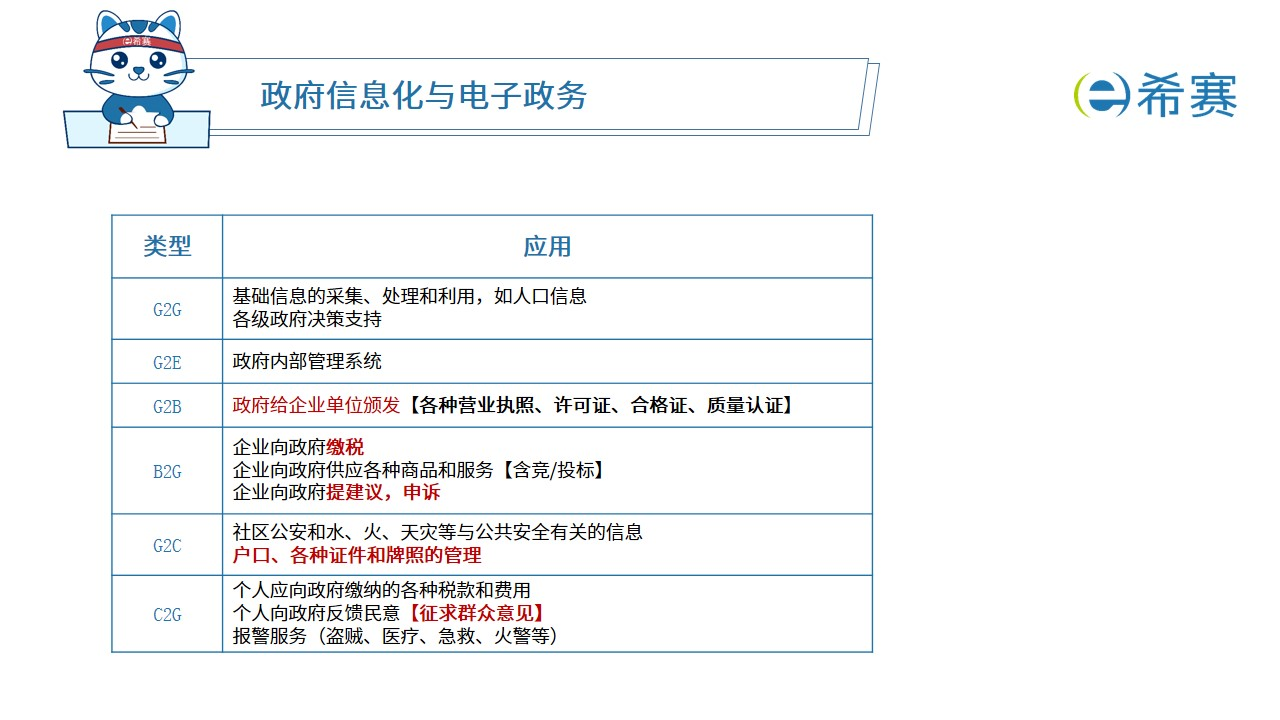 希赛
政府信息化与电子政务
希赛
类型
应用
G2G
基础信息的采集、处理和利用，如人口信息
各级政府决策支持
G2E
政府内部管理系统
G2B
政府给企业单位颁发【各种营业执照、许可证、合格证、质量认证】
B2G
企业向政府缴税
企业向政府供应各种商品和服务【含竞/投标】
企业向政府提建议，申诉
G2C
社区公安和水、火、天灾等与公共安全有关的信息
户口、各种证件和牌照的管理
C2G
个人应向政府缴纳的各种税款和费用
个人向政府反馈民意【征求群众意见】
报警服务（盗贼、医疗、急救、火警等）